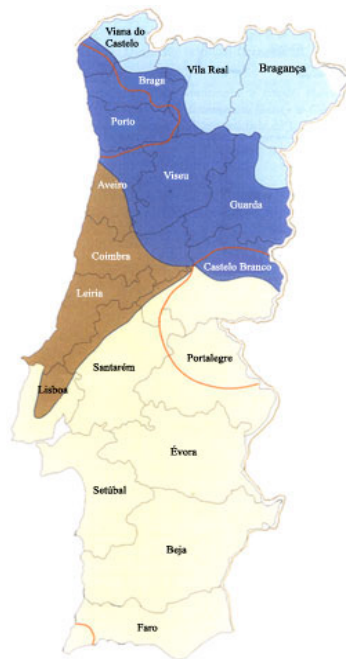 Viana do
Castelo
Braga
Vila Real
Bragança
Porto
Aveiro
Viseu
Guarda
Coimbra
Castelo Branco
Leiria
Portalegre
Santarém
Lisboa
Évora
Setúbal
Beja
Faro